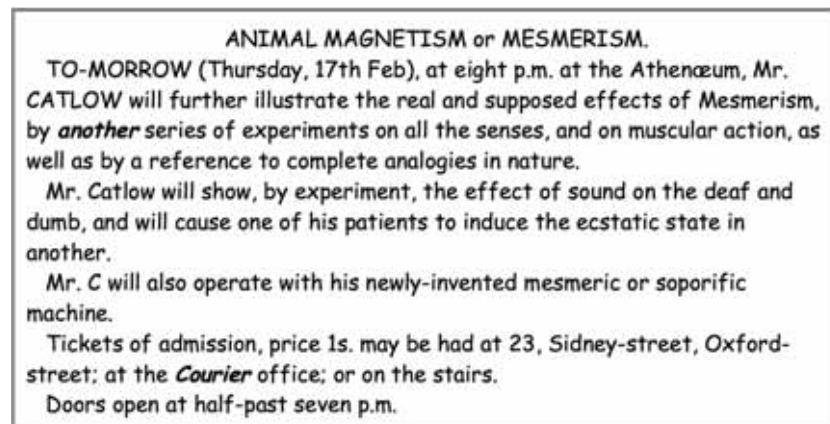 ANIMAL MAGNETISM or MESMERISM.
TO-MORROW (Thursday, 17th Feb), at eight p.m. at the Athenæum, Mr.
CATLOW will further illustrate the real and supposed effects of Mesmerism,
by another series of experiments on all the senses, and on muscular action, as
well as by a reference to complete analogies in nature.
Mr. Catlow will show, by experiment, the effect of sound on the deaf and
dumb, and will cause one of his patients to induce the ecstatic state in
another.
Mr. C will also operate with his newly-invented mesmeric or soporific
machine.
Tickets of admission, price 1s. may be had at 23, Sidney-street, Oxford-
street; at the Courier office; or on the stairs.
Doors open at half-past seven p.m.